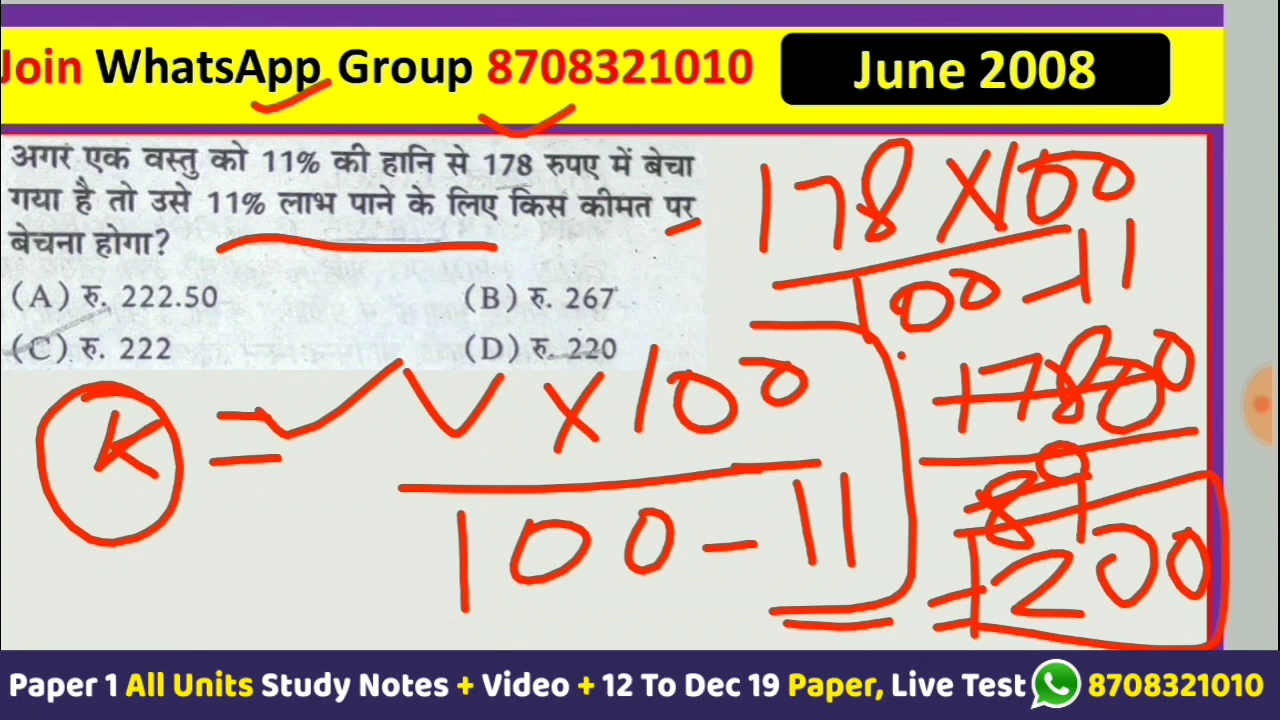 Join WhatsApp Group 8708321010
June 2008
अगर एक वस्तु को 11% की हानि से 178 रुपए में बेचा
गया है तो उसे 11% लाभ पाने के लिए किस कीमत पर
बेचना होगा?
(A) रु. 222.50 (B) रु. 267
(C) रु. 222 (D) रु. 220
178 × 100
100 - 11
17800
89
= 200
= × 100
100 - 11
Paper 1 All Units Study Notes + Video + 12 To Dec 19 Paper, Live Test 8708321010